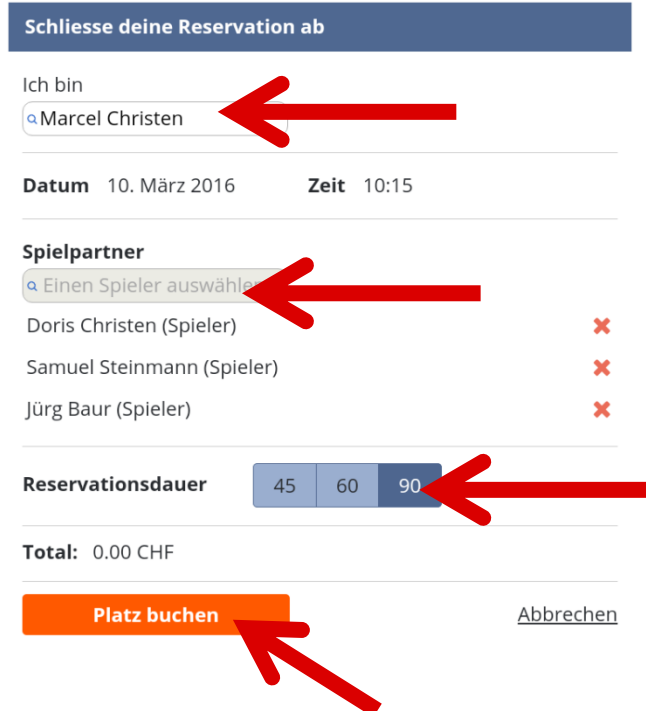 Schliesse deine Reservation ab
Ich bin
Marcel Christen
Datum 10. März 2016 Zeit 10:15
Spielpartner
Einen Spieler auswählen
Doris Christen (Spieler)
Samuel Steinmann (Spieler)
Jürg Baur (Spieler)
Reservationsdauer 45 60 90
Total: 0.00 CHF
Platz buchen Abbrechen